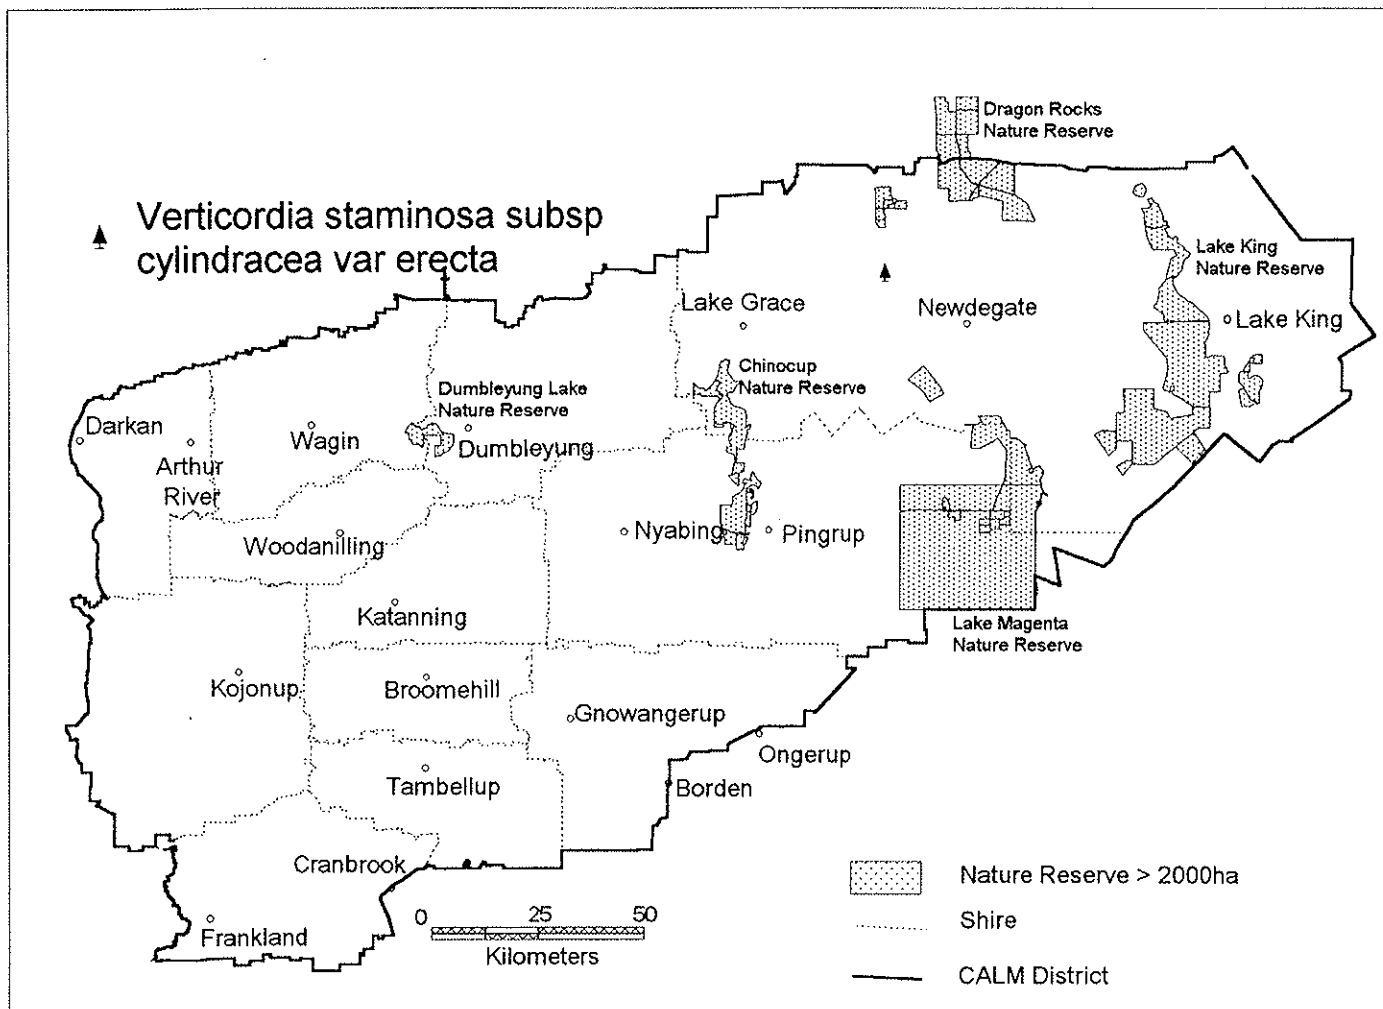 Dragon Rocks
Nature Reserve
Verticordia staminosa subsp
cylindracea var erecta
Lake King
Nature Reserve
Lake Grace
Newdegate
Lake King
Chinocup
Nature Reserve
Dumbleyung Lake
Nature Reserve
Darkan
Wagin
Dumbleyung
Arthur
River
Nyabing
Pingrup
Woodanilling
Katanning
Lake Magenta
Nature Reserve
Kojonup
Broomehill
Gnowangerup
Ongerup
Tambellup
Borden
Cranbrook
Nature Reserve > 2000ha
0 25 50
Shire
Frankland
Kilometers
CALM District